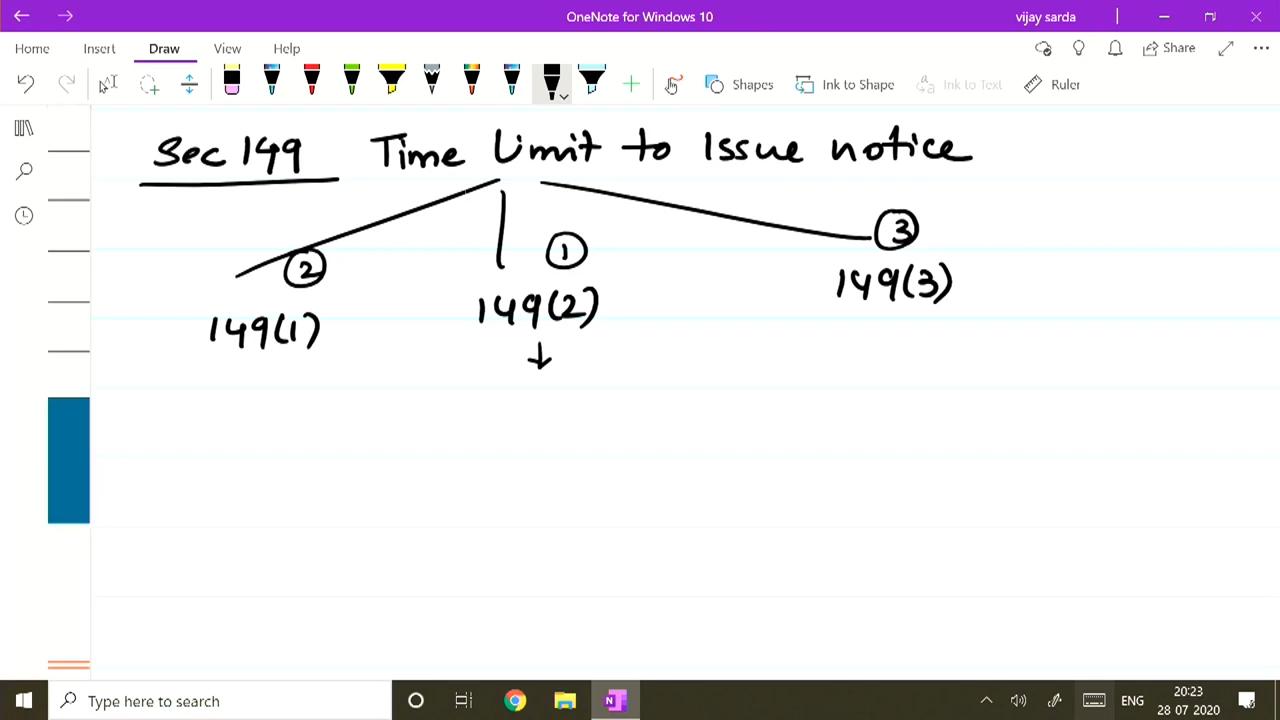 OneNote for Windows 10
vijay sarda
Home Insert Draw View Help
Share
Shapes Ink to Shape Ink to Text Ruler
Sec 149 Time Limit to Issue notice
2 1 3
149(1) 149(2) 149(3)
Type here to search
N
ENG
20:23
28-07-2020
3